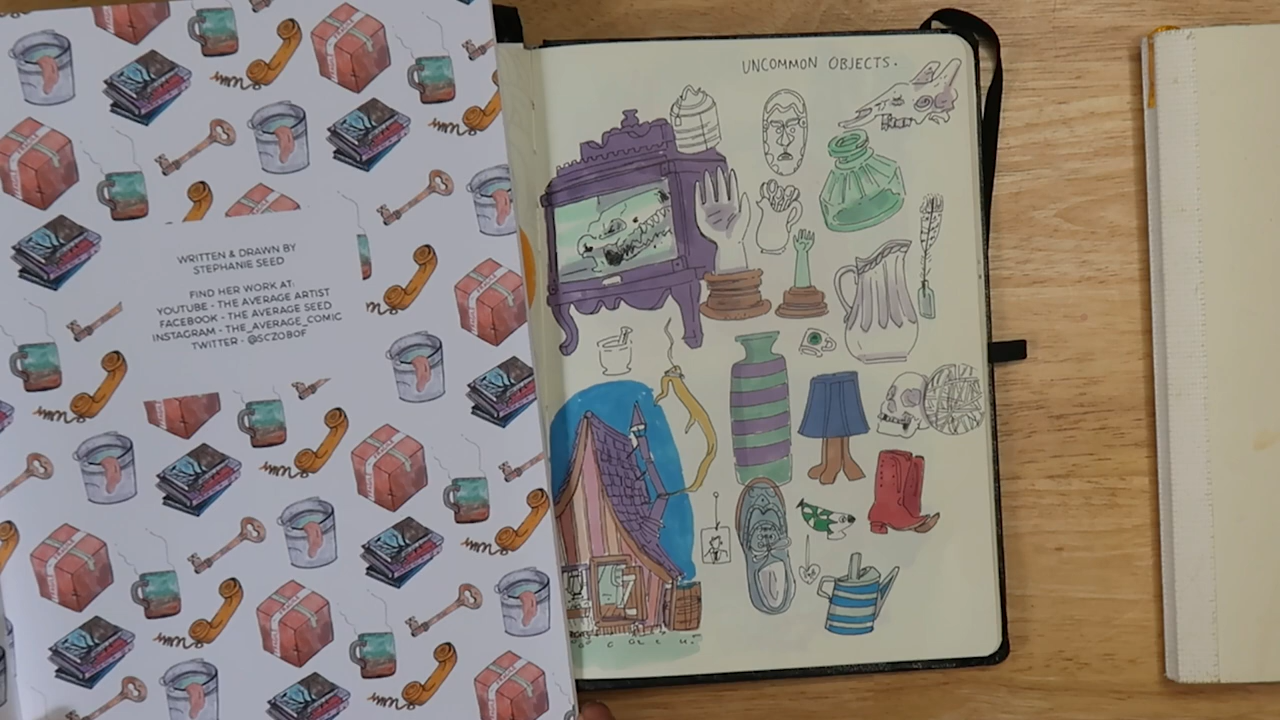 WRITTEN & DRAWN BY
STEPHANIE SEED
FIND HER WORK AT:
YOUTUBE - THE AVERAGE ARTIST
FACEBOOK - THE AVERAGE SEED
INSTAGRAM - THE_AVERAGE_COMIC
TWITTER - @SCZOBOF
UNCOMMON OBJECTS.